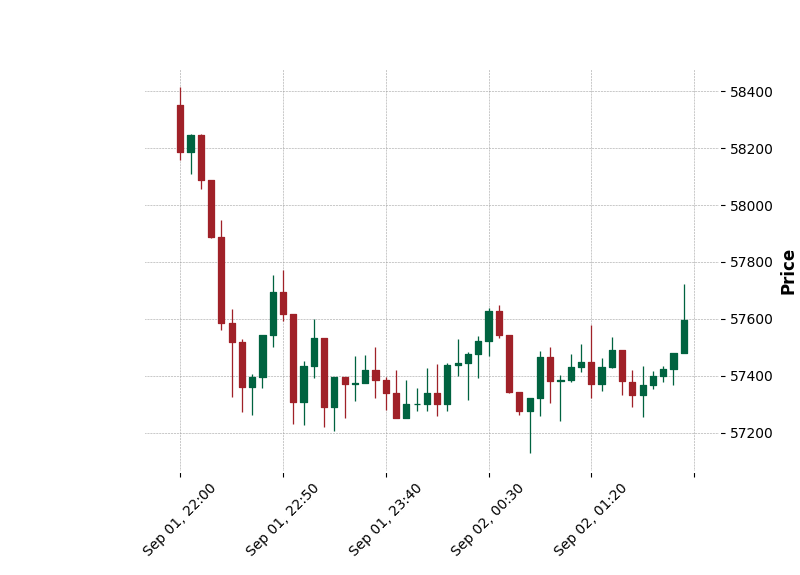 58400
58200
58000
57800
57600
57400
57200
Price
Sep 01, 22:00
Sep 01, 22:50
Sep 01, 23:40
Sep 02, 00:30
Sep 02, 01:20